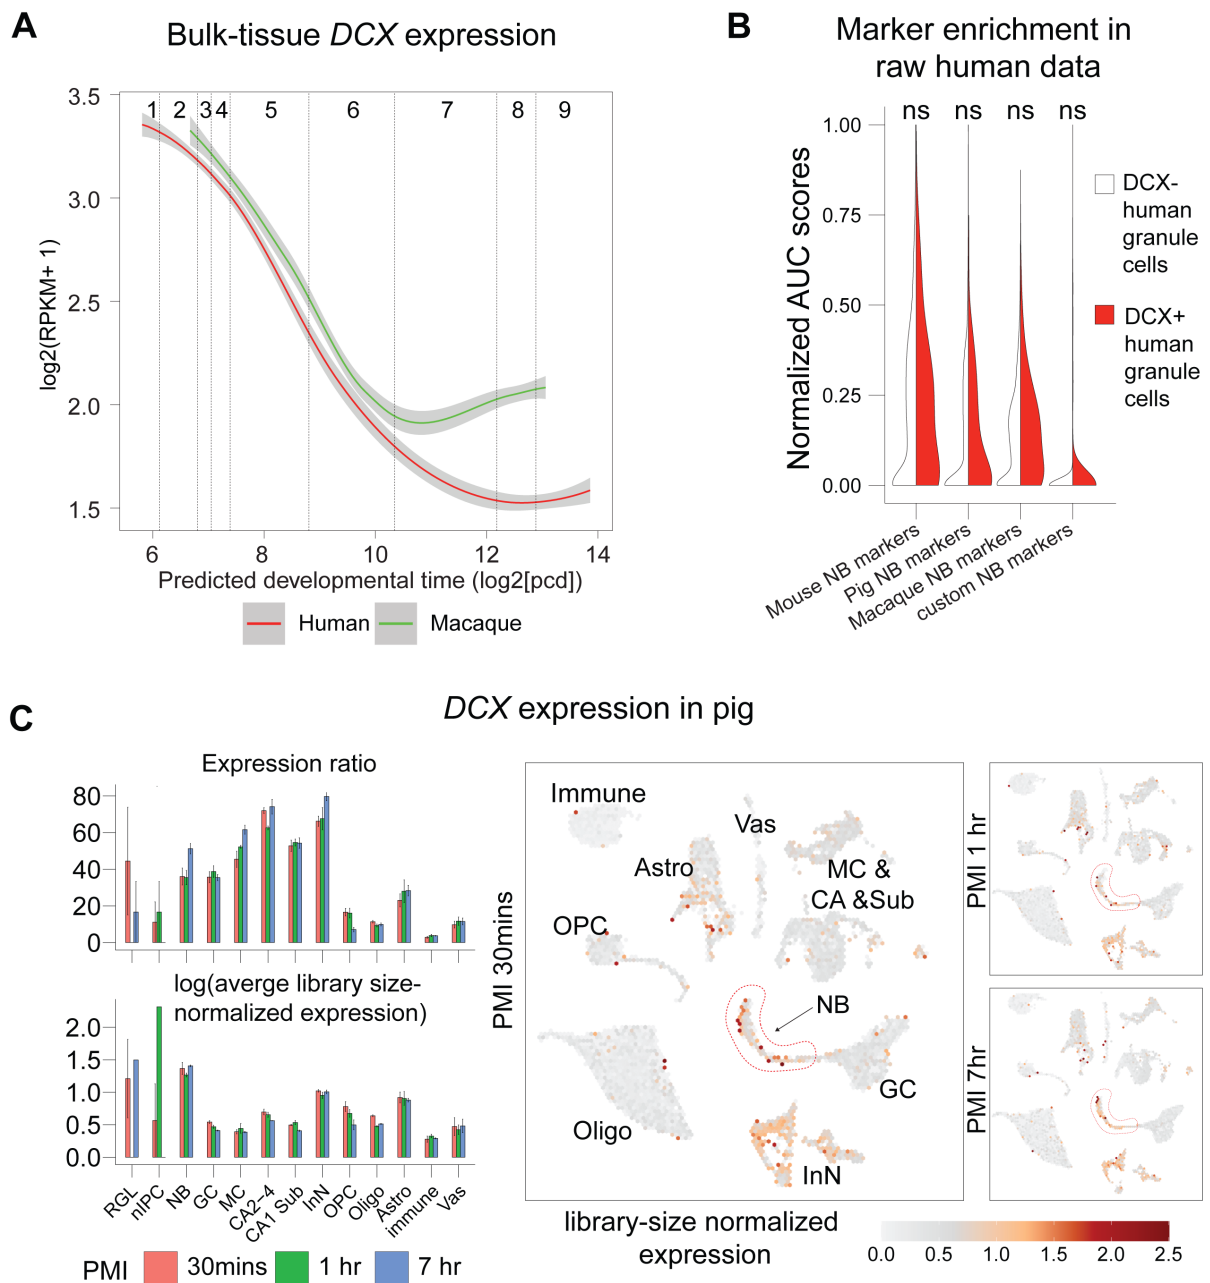 A
Bulk-tissue DCX expression
3.5
3.0
2.5
2.0
1.5
log2(RPKM+ 1)
1 2 3 4 5 6 7 8 9
6 8 10 12 14
Predicted developmental time (log2[pcd])
Human Macaque
B
Marker enrichment in
raw human data
ns ns ns ns
1.00
0.75
0.50
0.25
0.00
Normalized AUC scores
Mouse NB markers
Pig NB markers
Macaque NB markers
custom NB markers
DCX-
human
granule
cells
DCX+
human
granule
cells
C
DCX expression in pig
Expression ratio
80
60
40
20
0
log(averge library size-
normalized expression)
2.0
1.5
1.0
0.5
0.0
RGL
nIPC
NB
GC
MC
CA2-4
CA1 Sub
InN
OPC
Oligo
Astro
immune
Vas
PMI 30mins 1 hr 7 hr
PMI 30mins
Immune
Vas
Astro
MC &
CA &Sub
OPC
NB
GC
Oligo
InN
PMI 1 hr
PMI 7hr
library-size normalized
expression
0.0 0.5 1.0 1.5 2.0 2.5